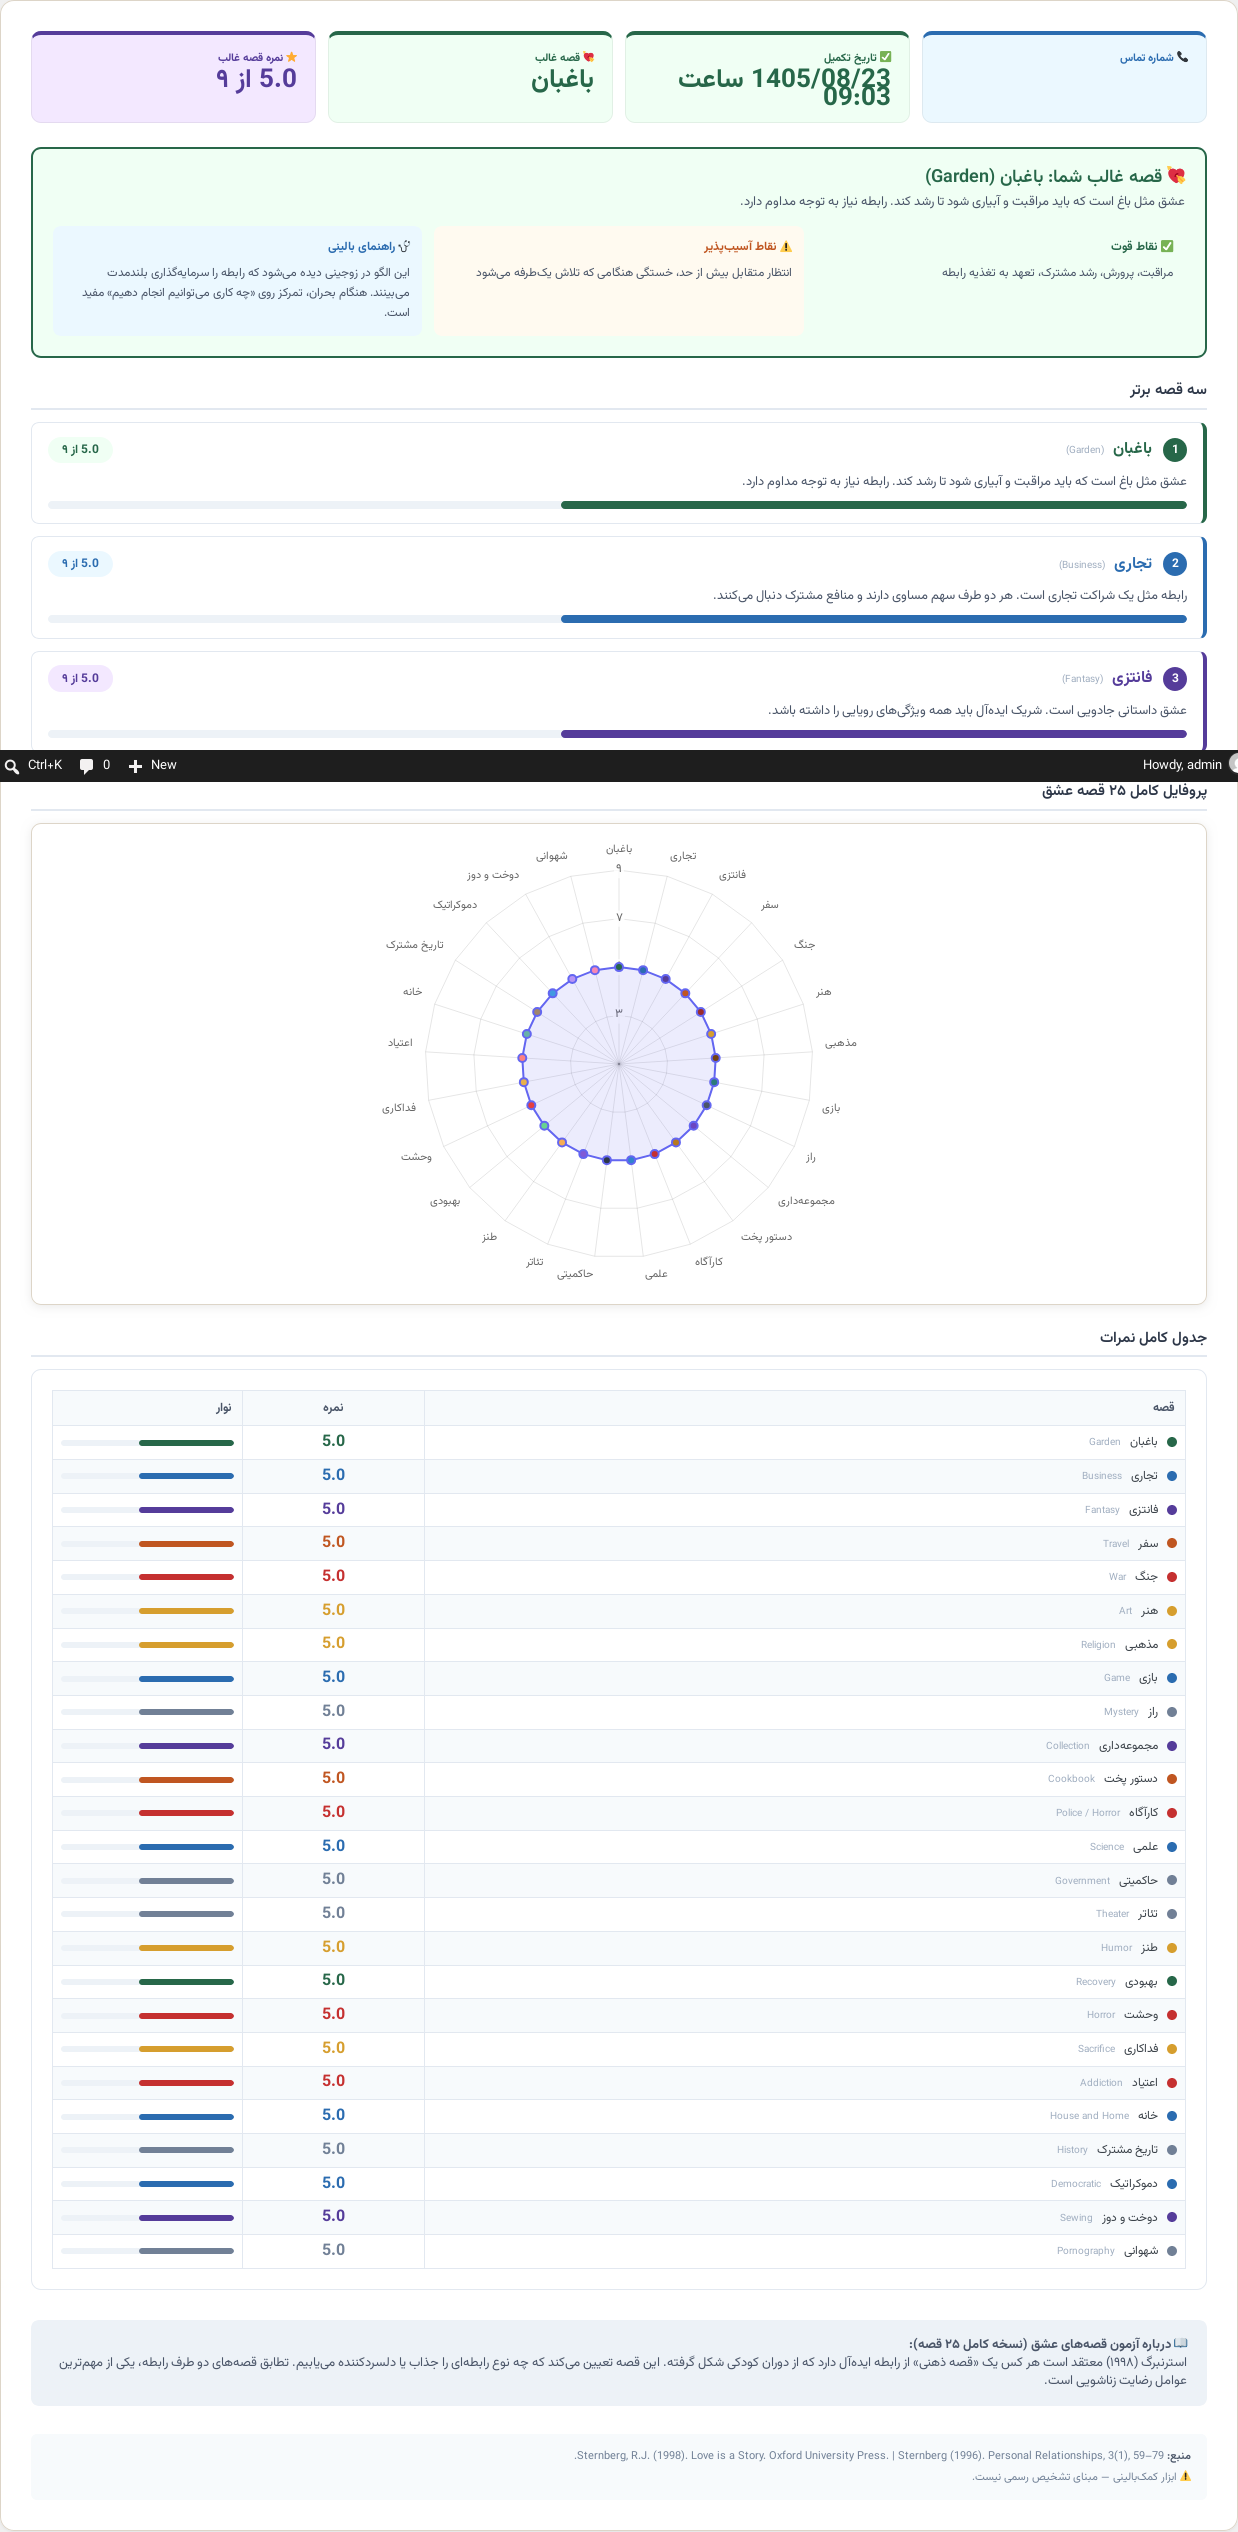 📞 شماره تماس
✅ تاریخ تکمیل
1405/08/23 ساعت
09:03
💘 قصه غالب
باغبان
⭐ نمره قصه غالب
5.0 از ۹
💘 قصه غالب شما: باغبان (Garden)
عشق مثل باغ است که باید مراقبت و آبیاری شود تا رشد کند. رابطه نیاز به توجه مداوم دارد.
✅ نقاط قوت
مراقبت، پرورش، رشد مشترک، تعهد به تغذیه رابطه
⚠️ نقاط آسیب‌پذیر
انتظار متقابل بیش از حد، خستگی هنگامی که تلاش یک‌طرفه می‌شود
🩺 راهنمای بالینی
این الگو در زوجینی دیده می‌شود که رابطه را سرمایه‌گذاری بلندمدت
می‌بینند. هنگام بحران، تمرکز روی «چه کاری می‌توانیم انجام دهیم» مفید
است.
سه قصه برتر
1 باغبان (Garden) 5.0 از ۹
عشق مثل باغ است که باید مراقبت و آبیاری شود تا رشد کند. رابطه نیاز به توجه مداوم دارد.
2 تجاری (Business) 5.0 از ۹
رابطه مثل یک شراکت تجاری است. هر دو طرف سهم مساوی دارند و منافع مشترک دنبال می‌کنند.
3 فانتزی (Fantasy) 5.0 از ۹
عشق داستانی جادویی است. شریک ایده‌آل باید همه ویژگی‌های رویایی را داشته باشد.
Ctrl+K 0 New Howdy, admin
پروفایل کامل ۲۵ قصه عشق
باغبان
تجاری
فانتزی
سفر
جنگ
هنر
مذهبی
بازی
راز
مجموعه‌داری
دستور پخت
کارآگاه
علمی
حاکمیتی
تئاتر
طنز
بهبودی
وحشت
فداکاری
اعتیاد
خانه
تاریخ مشترک
دموکراتیک
دوخت و دوز
شهوانی
۹
۷
۳
جدول کامل نمرات
قصه نمره نوار
باغبان Garden 5.0
تجاری Business 5.0
فانتزی Fantasy 5.0
سفر Travel 5.0
جنگ War 5.0
هنر Art 5.0
مذهبی Religion 5.0
بازی Game 5.0
راز Mystery 5.0
مجموعه‌داری Collection 5.0
دستور پخت Cookbook 5.0
کارآگاه Police / Horror 5.0
علمی Science 5.0
حاکمیتی Government 5.0
تئاتر Theater 5.0
طنز Humor 5.0
بهبودی Recovery 5.0
وحشت Horror 5.0
فداکاری Sacrifice 5.0
اعتیاد Addiction 5.0
خانه House and Home 5.0
تاریخ مشترک History 5.0
دموکراتیک Democratic 5.0
دوخت و دوز Sewing 5.0
شهوانی Pornography 5.0
📖 درباره آزمون قصه‌های عشق (نسخه کامل ۲۵ قصه):
استرنبرگ (۱۹۹۸) معتقد است هر کس یک «قصه ذهنی» از رابطه ایده‌آل دارد که از دوران کودکی شکل گرفته. این قصه تعیین می‌کند که چه نوع رابطه‌ای را جذاب یا دلسردکننده می‌یابیم. تطابق قصه‌های دو طرف رابطه، یکی از مهم‌ترین
عوامل رضایت زناشویی است.
منبع: Sternberg, R.J. (1998). Love is a Story. Oxford University Press. | Sternberg (1996). Personal Relationships, 3(1), 59–79.
⚠️ ابزار کمک‌بالینی — مبنای تشخیص رسمی نیست.